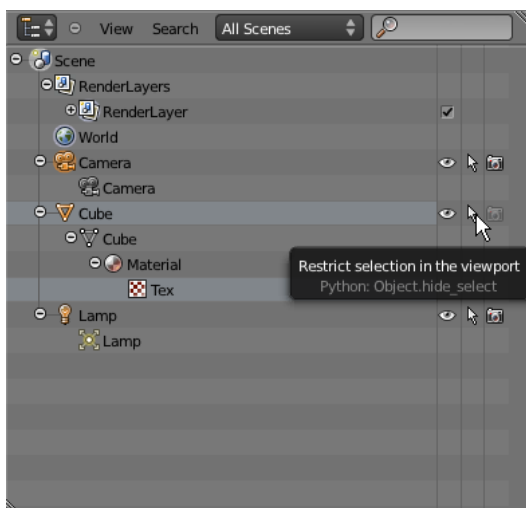 View Search All Scenes
Scene
RenderLayers
RenderLayer
World
Camera
Camera
Cube
Cube
Material
Restrict selection in the viewport
Python: Object.hide_select
Tex
Lamp
Lamp